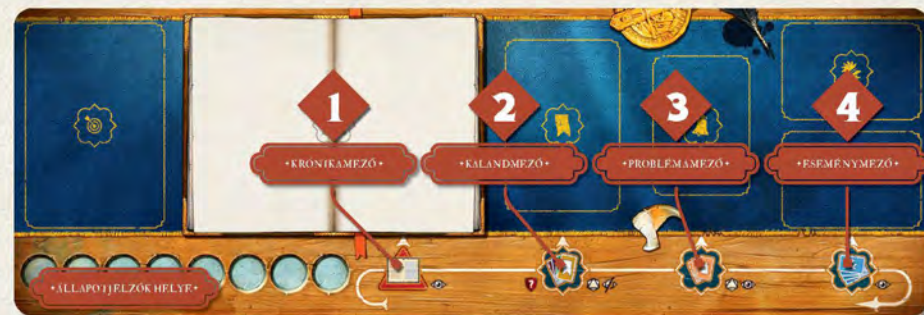 1
2
3
4
•KRÓNIKAMEZŐ•
•KALANDMEZŐ•
•PROBLÉMAMEZŐ•
•ESEMÉNYMEZŐ•
?
•ÁLLAPOTJELZŐK HELYE•